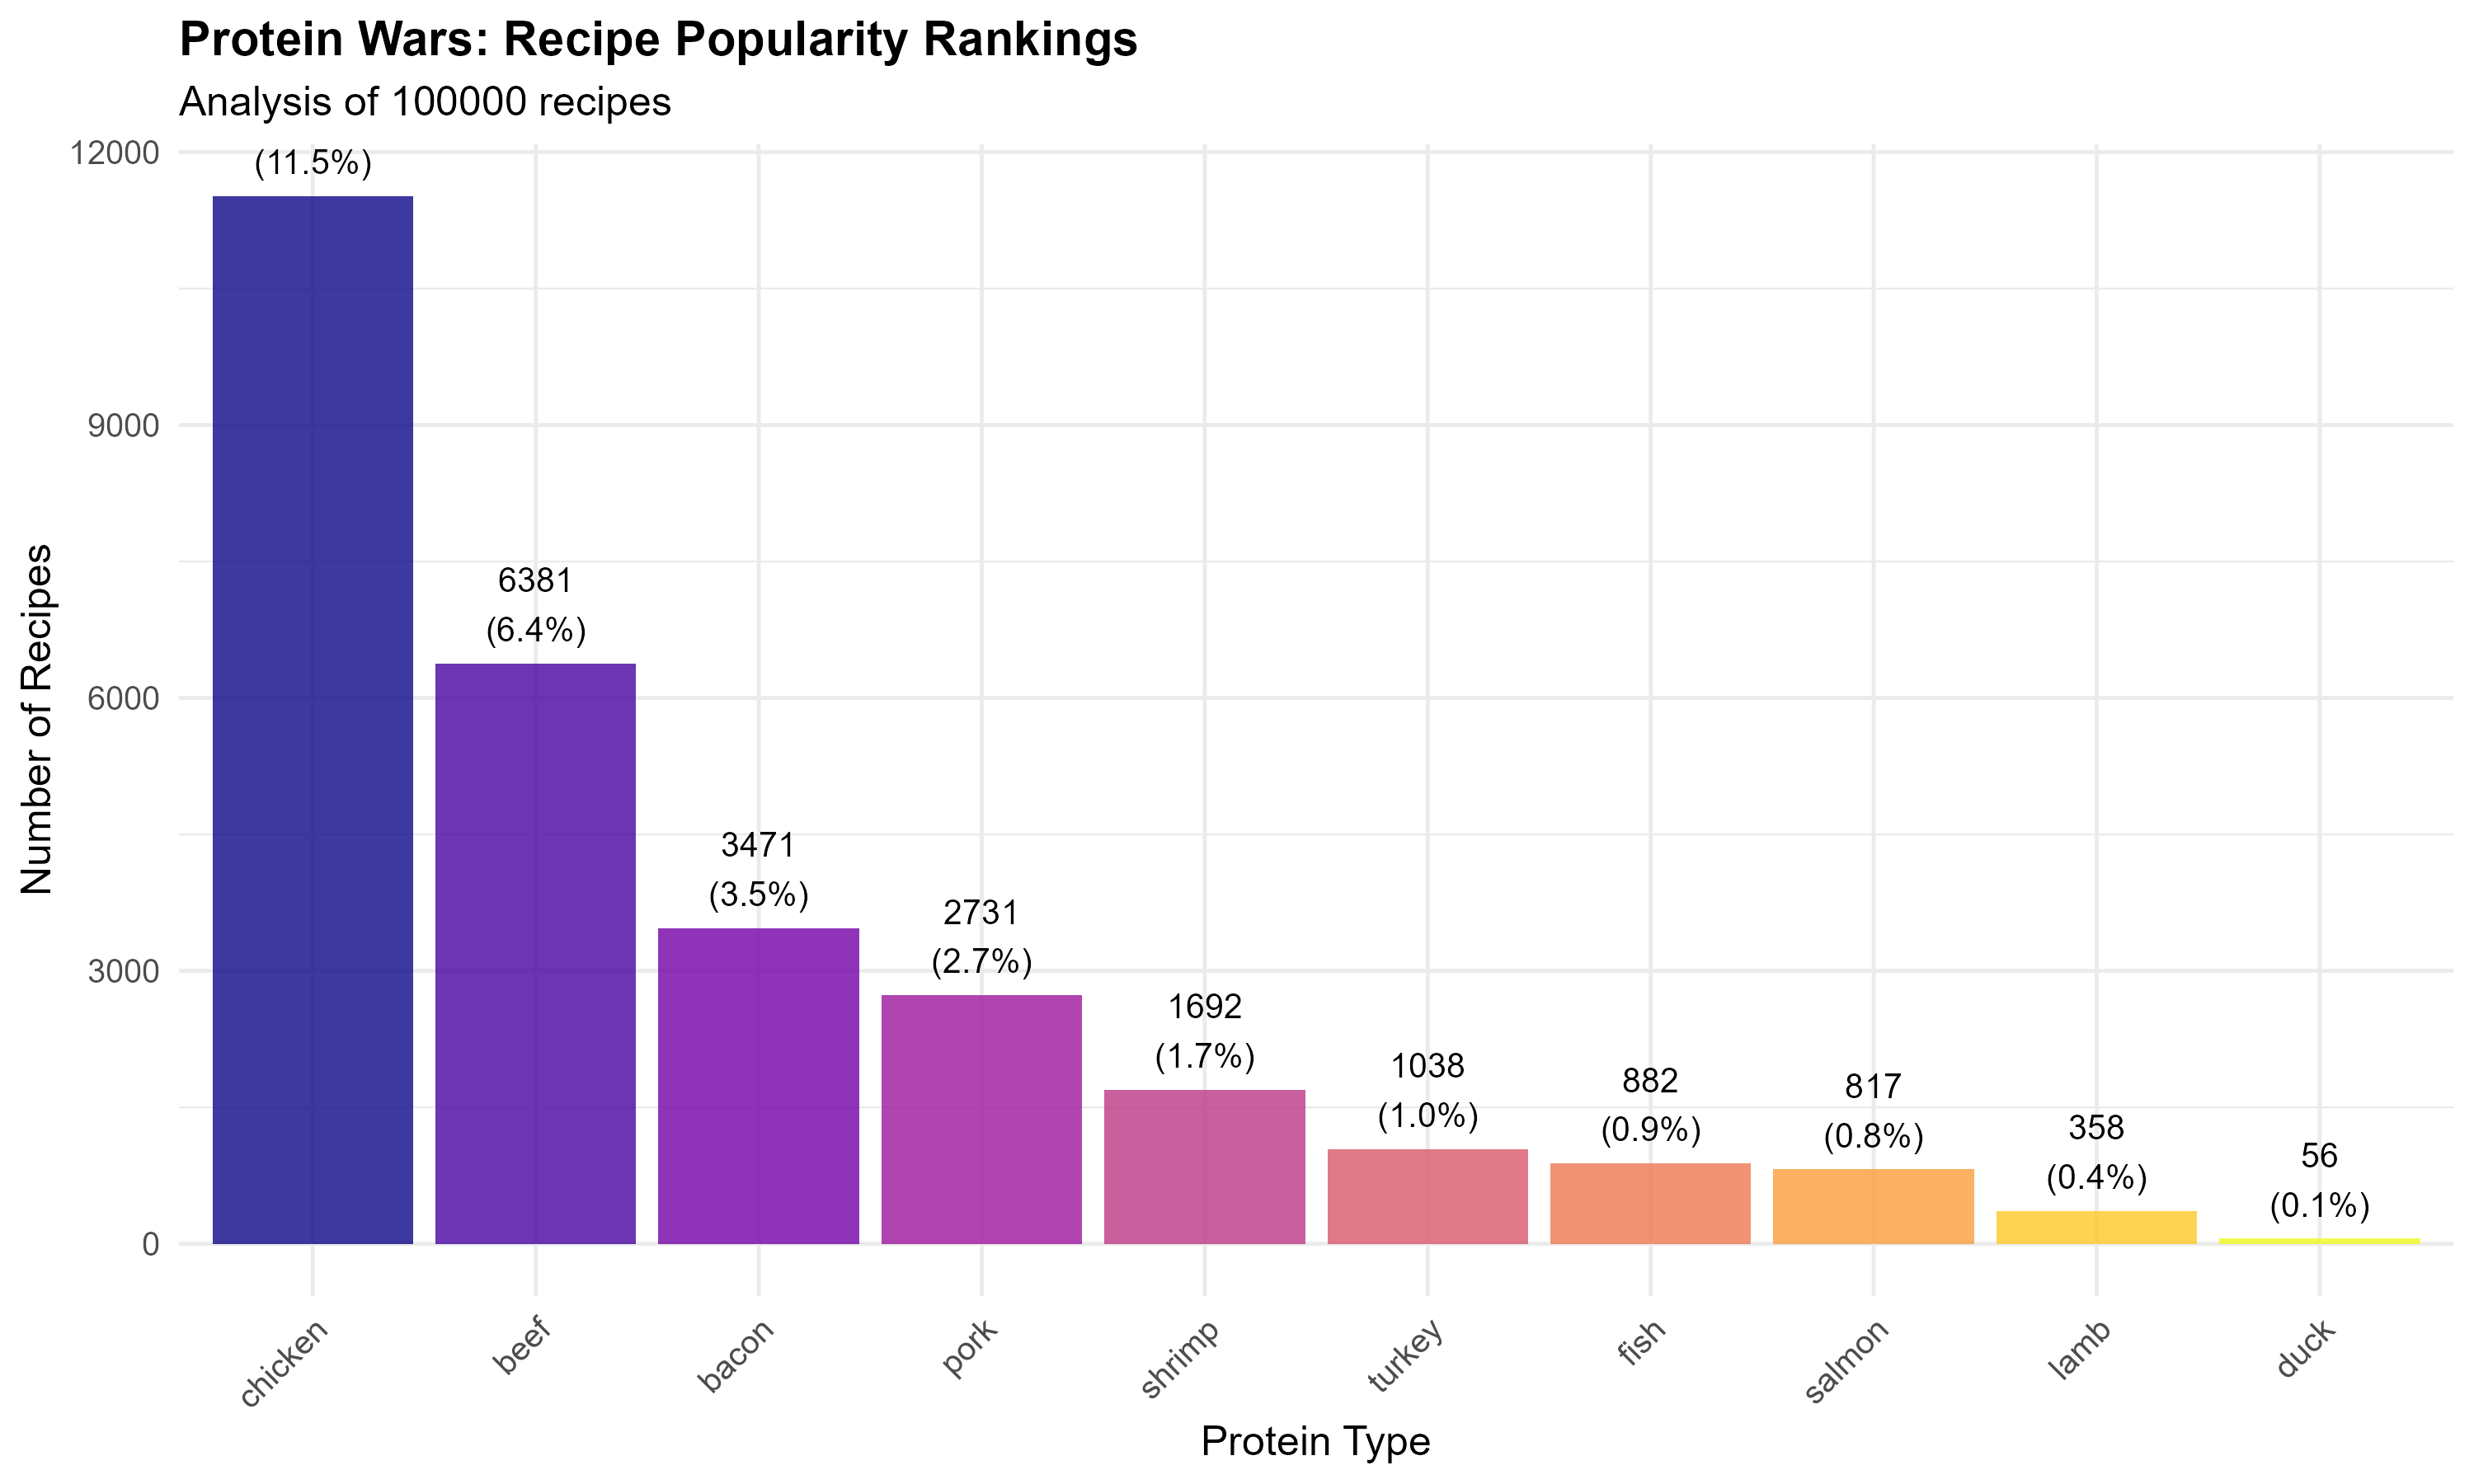 Protein Wars: Recipe Popularity Rankings
Analysis of 100000 recipes
Number of Recipes
12000
9000
6000
3000
0
(11.5%)
6381
(6.4%)
3471
(3.5%)
2731
(2.7%)
1692
(1.7%)
1038
(1.0%)
882
(0.9%)
817
(0.8%)
358
(0.4%)
56
(0.1%)
chicken
beef
bacon
pork
shrimp
turkey
fish
salmon
lamb
duck
Protein Type